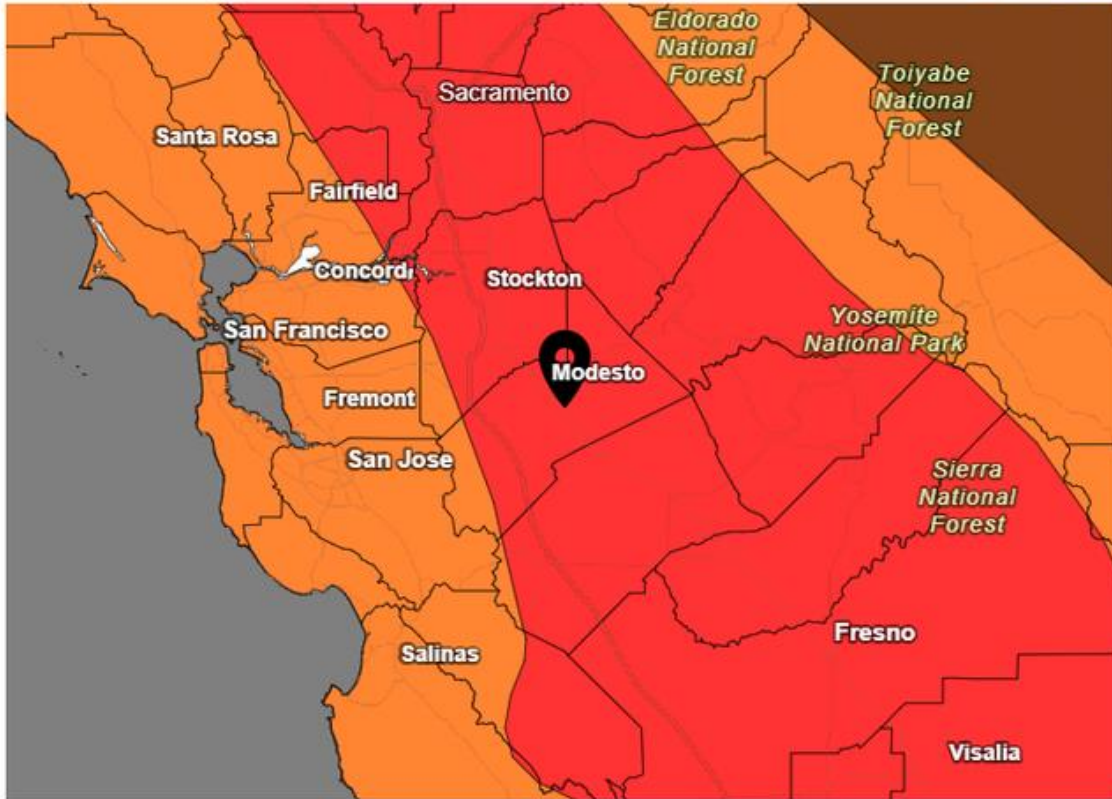 Eldorado
National
Forest
Toiyabe
National
Forest
Sacramento
Santa Rosa
Fairfield
Concord
Stockton
San Francisco
Yosemite
National Park
Modesto
Fremont
San Jose
Sierra
National
Forest
Fresno
Salinas
Visalia